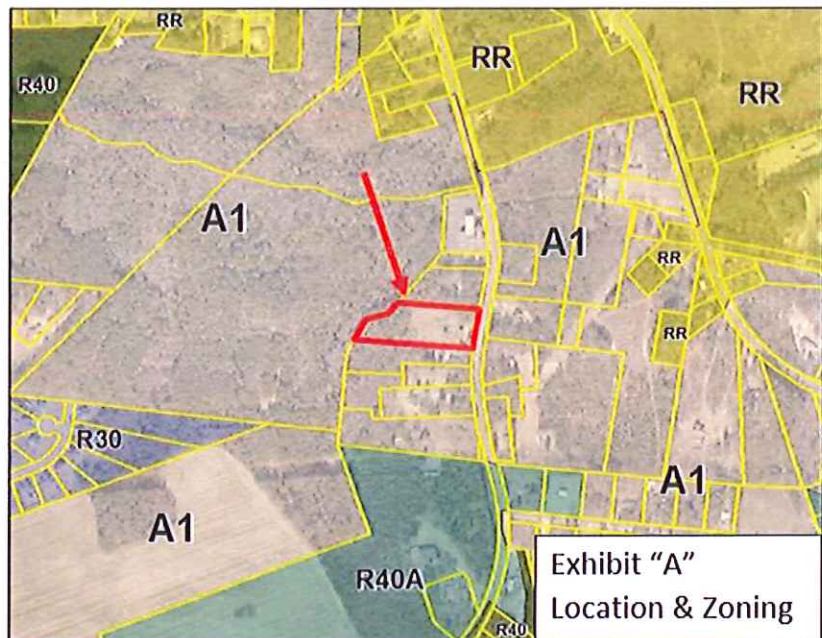 RR
R40
RR
RR
A1
A1
RR
RR
R30
A1
A1
R40A
R40
Exhibit “A”
Location & Zoning